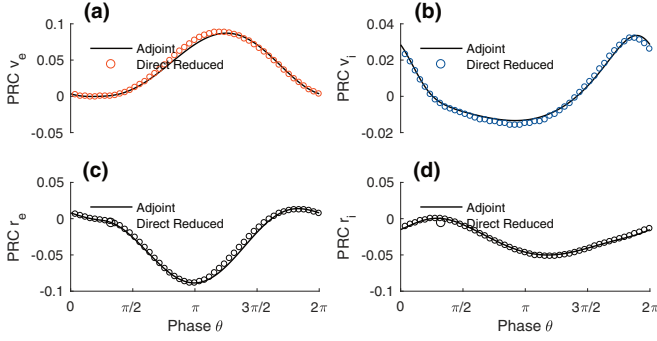 (a)
0.1
0.05
0
-0.05
PRC v_e
Adjoint
Direct Reduced
(b)
0.04
0.02
0
-0.02
PRC v_i
Adjoint
Direct Reduced
(c)
0.05
0
-0.05
-0.1
PRC r_e
Adjoint
Direct Reduced
0
π/2
π
3π/2
2π
Phase θ
(d)
0.05
0
-0.05
-0.1
PRC r_i
Adjoint
Direct Reduced
0
π/2
π
3π/2
2π
Phase θ